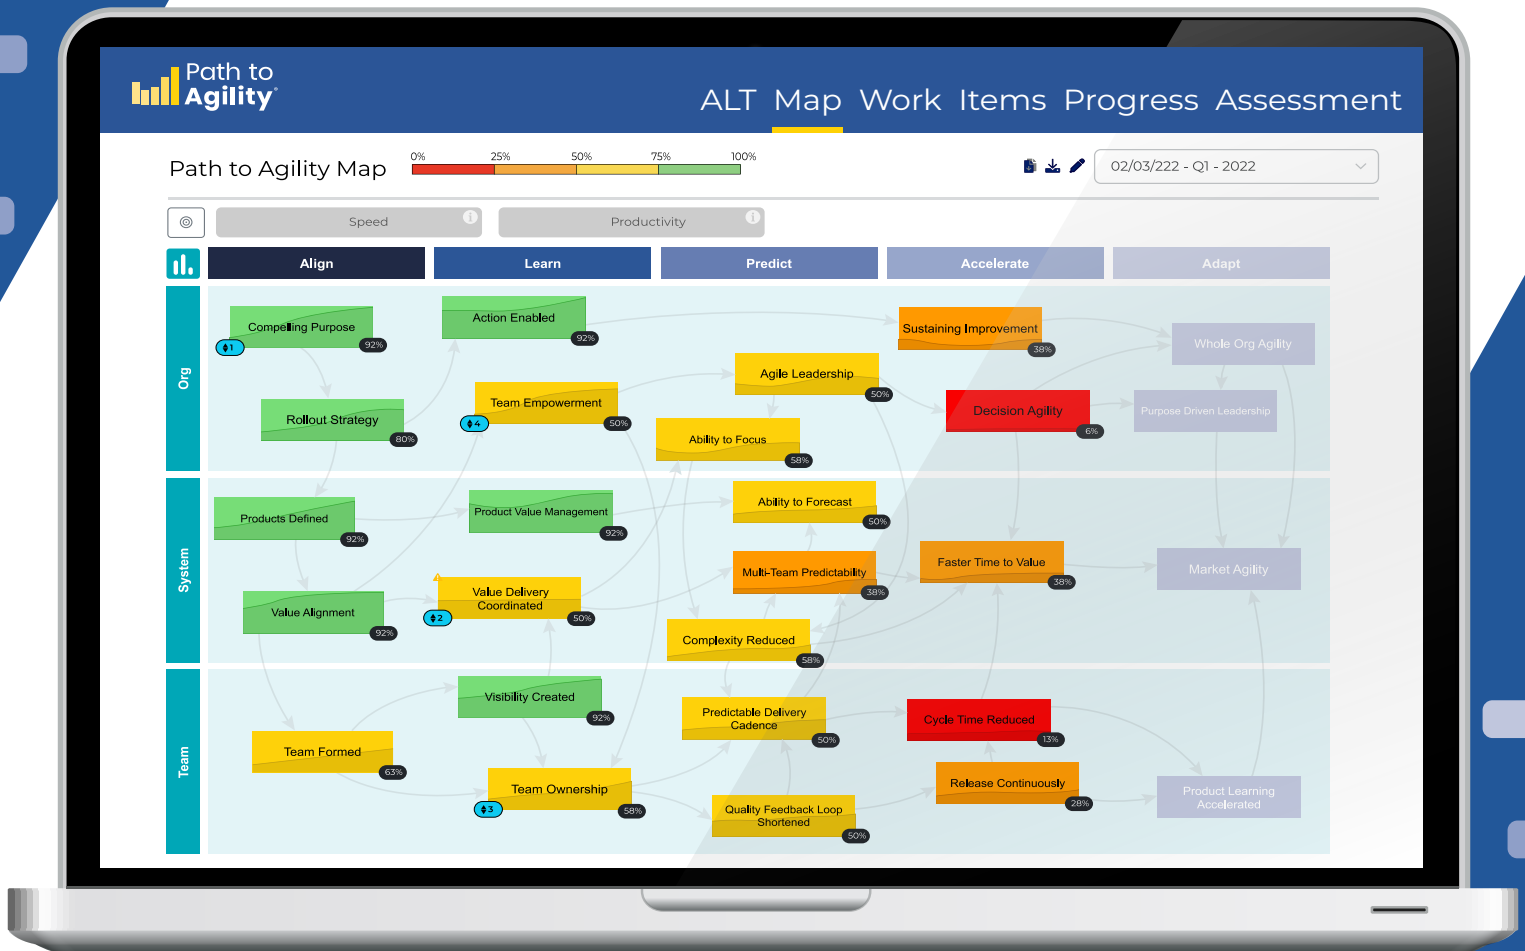 Path to
Agility
ALT Map Work Items Progress Assessment
Path to Agility Map
0% 25% 50% 75% 100%
02/03/222 - Q1 - 2022
Speed
Productivity
Align
Learn
Predict
Accelerate
Adapt
Org
Compelling Purpose
1
92%
Action Enabled
92%
Sustaining Improvement
38%
Whole Org Agility
Agile Leadership
50%
Rollout Strategy
80%
Team Empowerment
4
50%
Decision Agility
6%
Purpose Driven Leadership
Ability to Focus
58%
System
Products Defined
92%
Product Value Management
92%
Ability to Forecast
50%
Multi-Team Predictability
38%
Faster Time to Value
38%
Market Agility
Value Alignment
92%
Value Delivery
Coordinated
2
50%
Complexity Reduced
58%
Team
Visibility Created
92%
Predictable Delivery
Cadence
50%
Cycle Time Reduced
13%
Team Formed
63%
Team Ownership
3
58%
Quality Feedback Loop
Shortened
50%
Release Continuously
28%
Product Learning
Accelerated